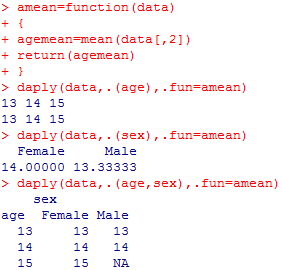 > amean=function(data)
+ {
+ agemean=mean(data[,2])
+ return(agemean)
+ }
> daply(data,.(age),.fun=amean)
13 14 15
13 14 15
> daply(data,.(sex),.fun=amean)
  Female     Male
14.00000 13.33333
> daply(data,.(age,sex),.fun=amean)
    sex
age  Female Male
  13     13   13
  14     14   14
  15     15   NA